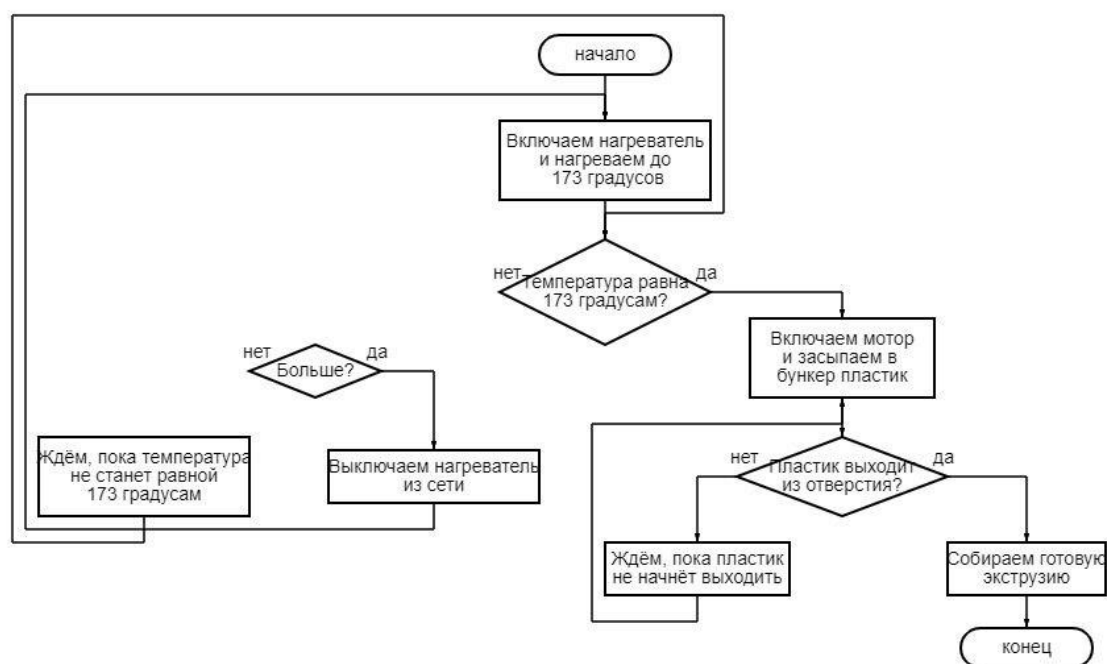 начало
Включаем нагреватель
и нагреваем до
173 градусов
нет
да
температура равна
173 градусам?
Включаем мотор
и засыпаем в
бункер пластик
нет
да
Больше?
Ждём, пока температура
не станет равной
173 градусам
Выключаем нагреватель
из сети
нет
да
Пластик выходит
из отверстия?
Ждём, пока пластик
не начнёт выходить
Собираем готовую
экструзию
конец